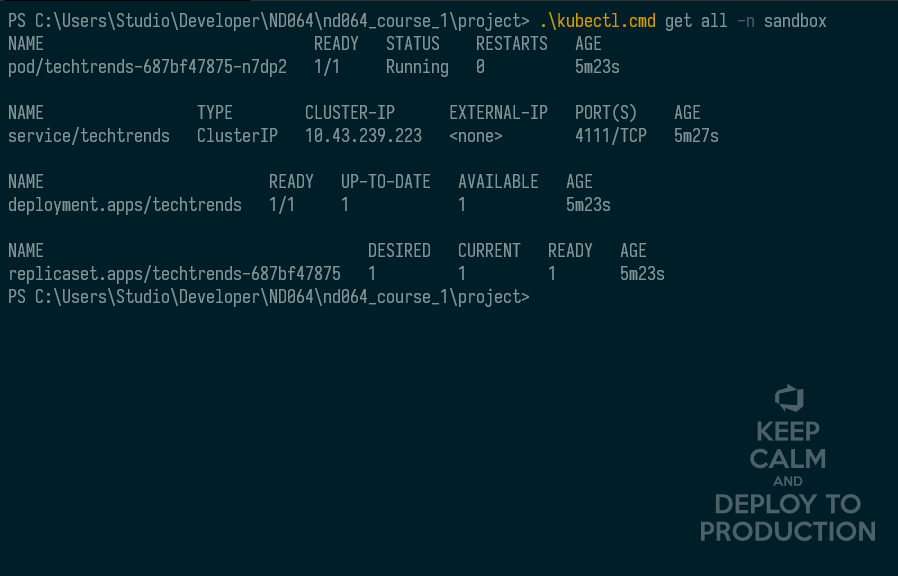 PS C:\Users\Studio\Developer\ND064\nd064_course_1\project> .\kubectl.cmd get all -n sandbox
NAME                              READY   STATUS    RESTARTS   AGE
pod/techtrends-687bf47875-n7dp2   1/1     Running   0          5m23s

NAME                 TYPE        CLUSTER-IP      EXTERNAL-IP   PORT(S)    AGE
service/techtrends   ClusterIP   10.43.239.223   <none>        4111/TCP   5m27s

NAME                         READY   UP-TO-DATE   AVAILABLE   AGE
deployment.apps/techtrends   1/1     1            1           5m23s

NAME                                    DESIRED   CURRENT   READY   AGE
replicaset.apps/techtrends-687bf47875   1         1         1       5m23s
PS C:\Users\Studio\Developer\ND064\nd064_course_1\project>
KEEP
CALM
AND
DEPLOY TO
PRODUCTION